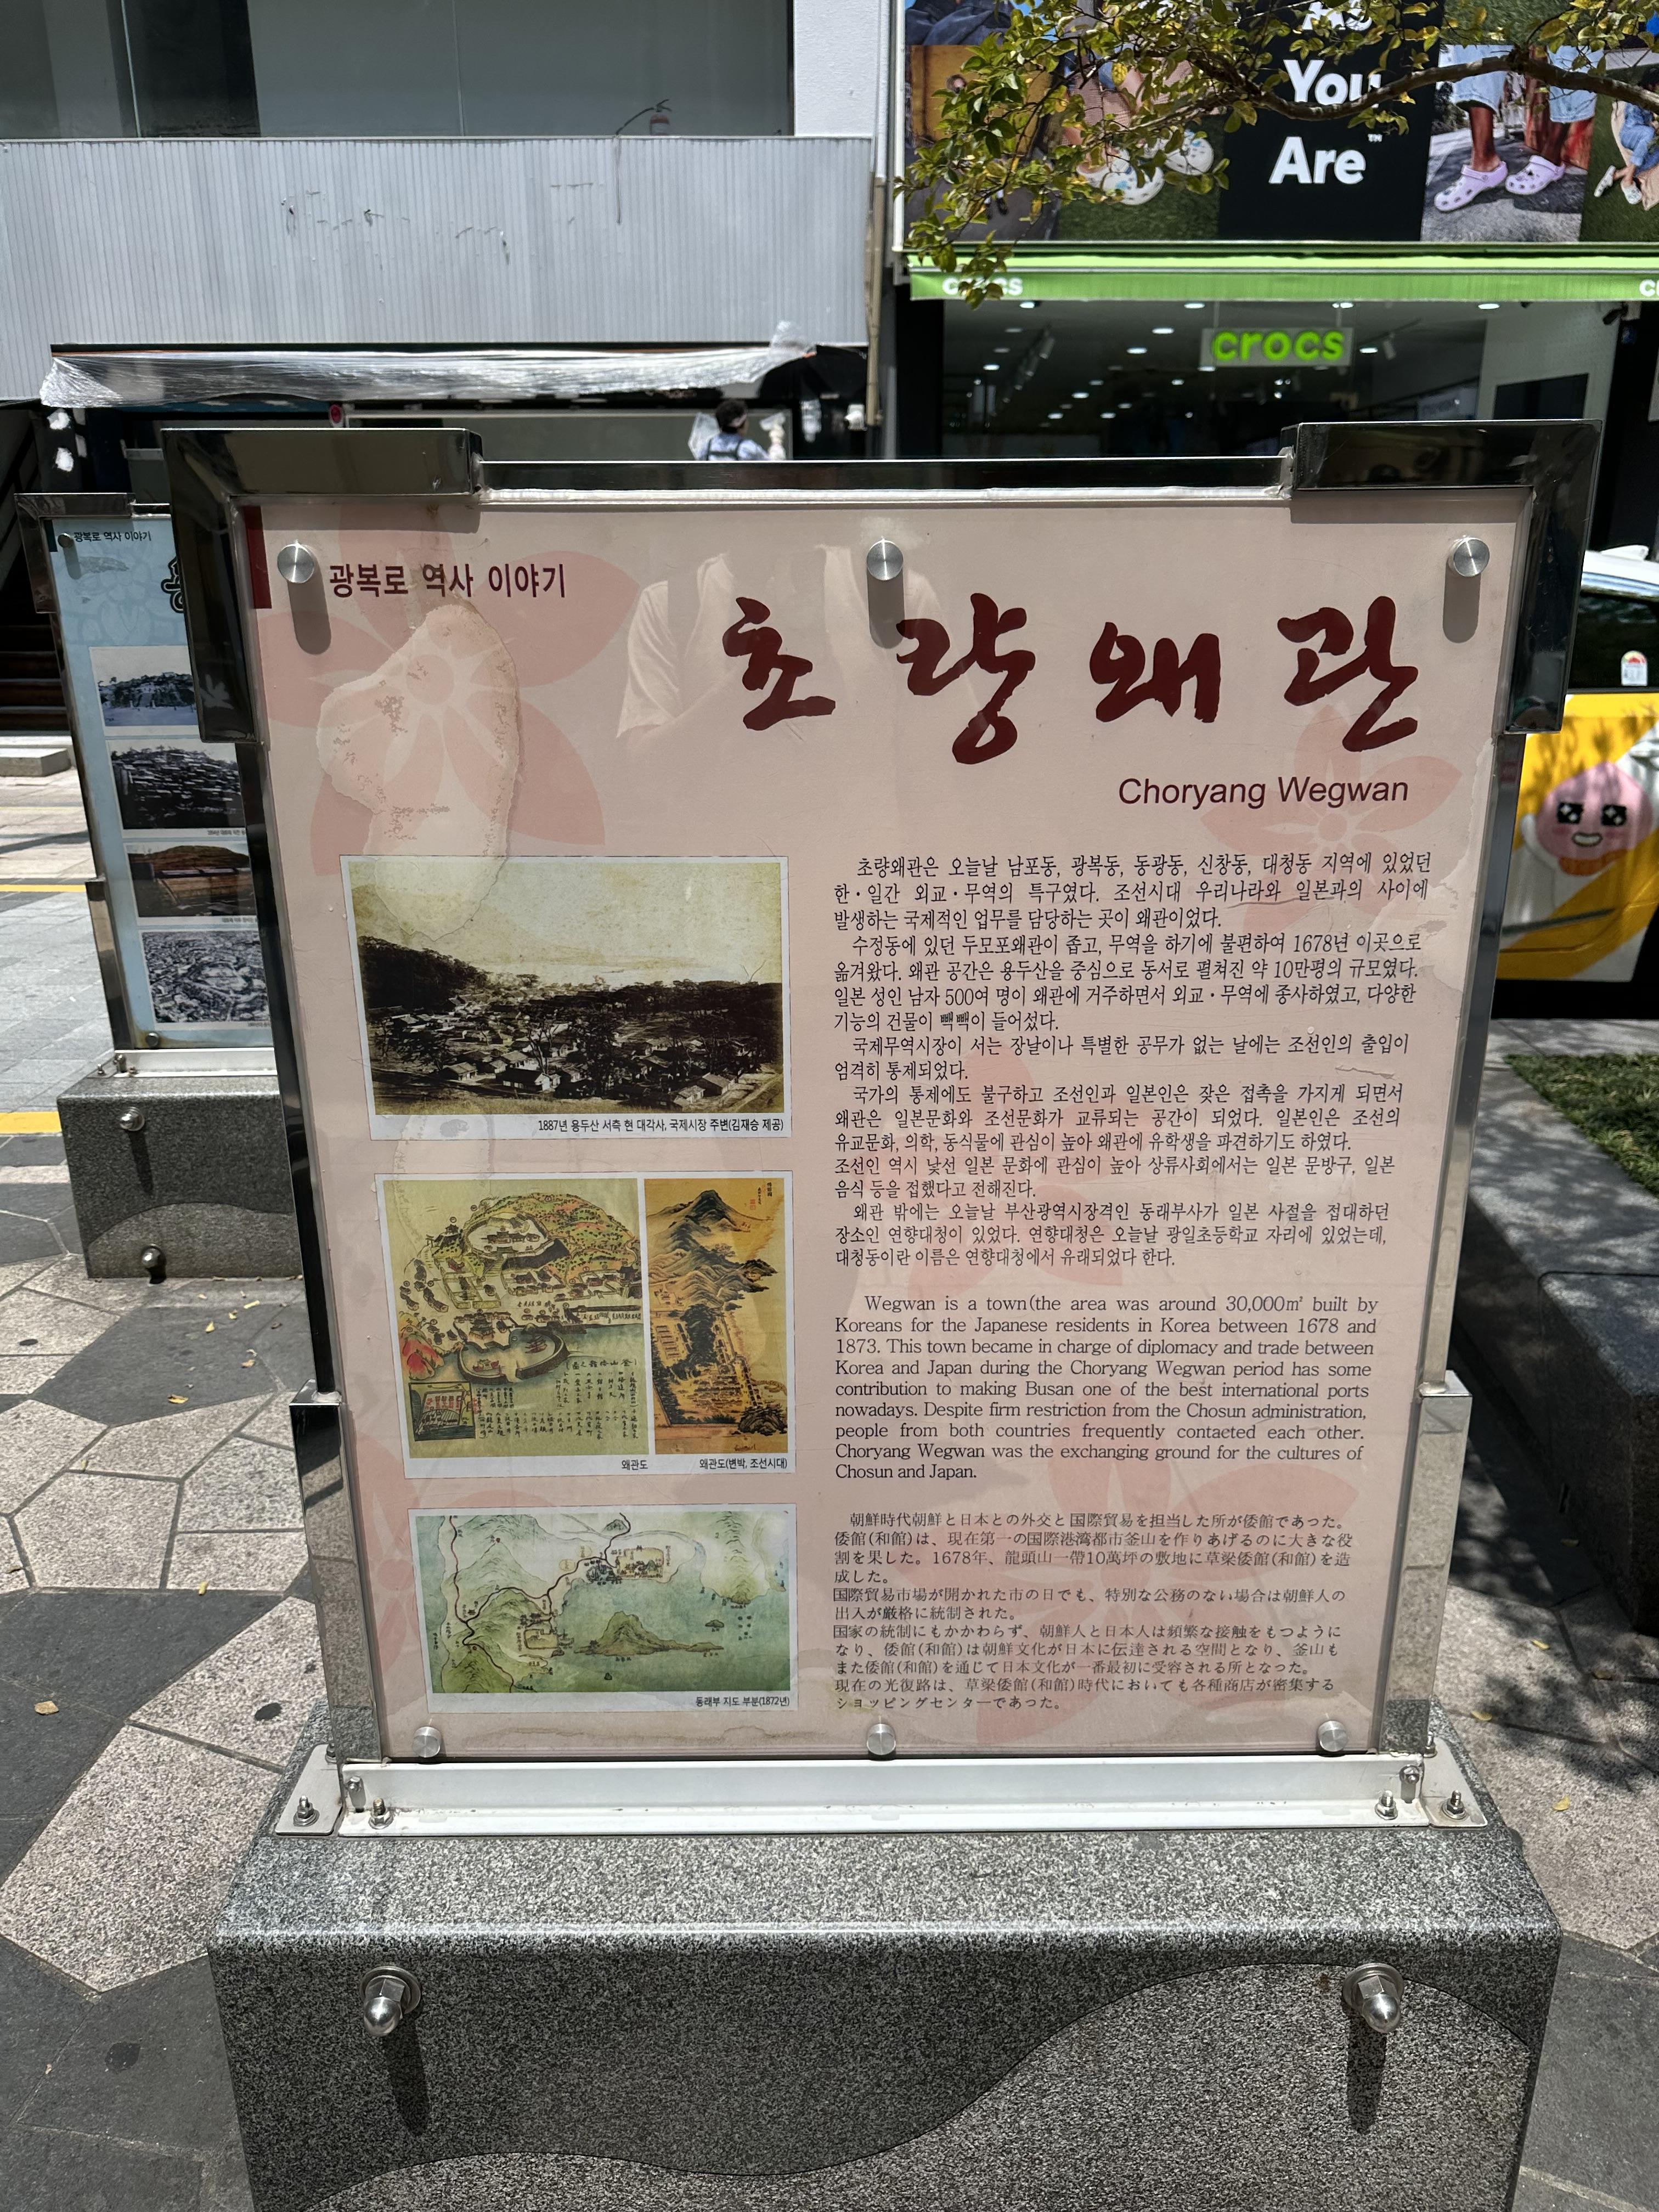 As
You
Are™
crocs
crocs
광복로 역사 이야기
광복로 역사 이야기
초량왜관
Choryang Wegwan
초량왜관은 오늘날 남포동, 광복동, 동광동, 신창동, 대청동 지역에 있었던
한·일간 외교·무역의 특구였다. 조선시대 우리나라와 일본과의 사이에
발생하는 국제적인 업무를 담당하는 곳이 왜관이었다.
수정동에 있던 두모포왜관이 좁고, 무역을 하기에 불편하여 1678년 이곳으로
옮겨왔다. 왜관 공간은 용두산을 중심으로 동서로 펼쳐진 약 10만평의 규모였다.
일본 성인 남자 500여 명이 왜관에 거주하면서 외교·무역에 종사하였고, 다양한
기능의 건물이 빽빽이 들어섰다.
국제무역시장이 서는 장날이나 특별한 공무가 없는 날에는 조선인의 출입이
엄격히 통제되었다.
국가의 통제에도 불구하고 조선인과 일본인은 잦은 접촉을 가지게 되면서
왜관은 일본문화와 조선문화가 교류되는 공간이 되었다. 일본인은 조선의
유교문화, 의학, 동식물에 관심이 높아 왜관에 유학생을 파견하기도 하였다.
조선인 역시 낯선 일본 문화에 관심이 높아 상류사회에서는 일본 문방구, 일본
음식 등을 접했다고 전해진다.
왜관 밖에는 오늘날 부산광역시장격인 동래부사가 일본 사절을 접대하던
장소인 연향대청이 있었다. 연향대청은 오늘날 광일초등학교 자리에 있었는데,
대청동이란 이름은 연향대청에서 유래되었다 한다.
Wegwan is a town(the area was around 30,000㎡ built by
Koreans for the Japanese residents in Korea between 1678 and
1873. This town became in charge of diplomacy and trade between
Korea and Japan during the Choryang Wegwan period has some
contribution to making Busan one of the best international ports
nowadays. Despite firm restriction from the Chosun administration,
people from both countries frequently contacted each other.
Choryang Wegwan was the exchanging ground for the cultures of
Chosun and Japan.
朝鮮時代朝鮮と日本との外交と国際貿易を担当した所が倭館であった。
倭館(和館)は、現在第一の国際港湾都市釜山を作りあげるのに大きな役
割を果した。1678年、龍頭山一帯10萬坪の敷地に草梁倭館(和館)を造
成した。
国際貿易市場が開かれた市の日でも、特別な公務のない場合は朝鮮人の
出入が厳格に統制された。
国家の統制にもかかわらず、朝鮮人と日本人は頻繁な接触をもつように
なり、倭館(和館)は朝鮮文化が日本に伝達される空間となり、釜山も
また倭館(和館)を通じて日本文化が一番最初に受容される所となった。
現在の光復路は、草梁倭館(和館)時代においても各種商店が密集する
ショッピングセンターであった。
1887년 용두산 서측 현 대각사, 국제시장 주변(김재승 제공)
왜관도
왜관도(변박, 조선시대)
동래부 지도 부분(1872년)